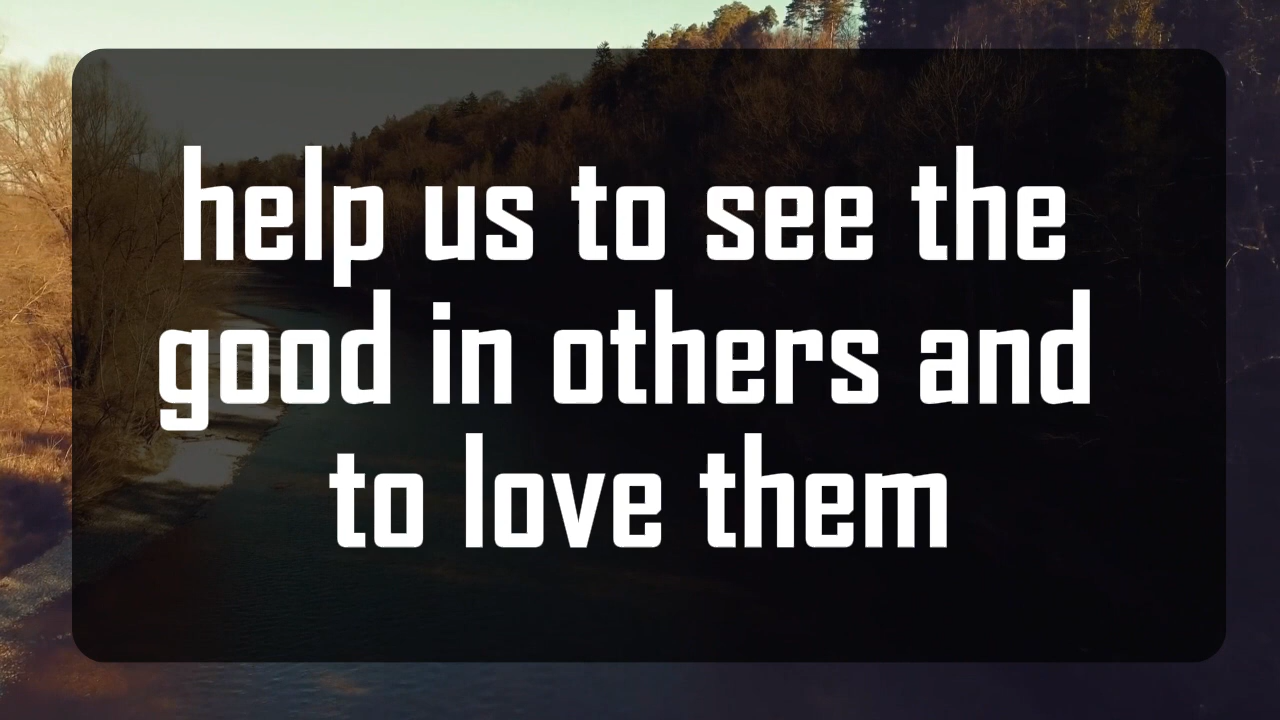 help us to see the
good in others and
to love them